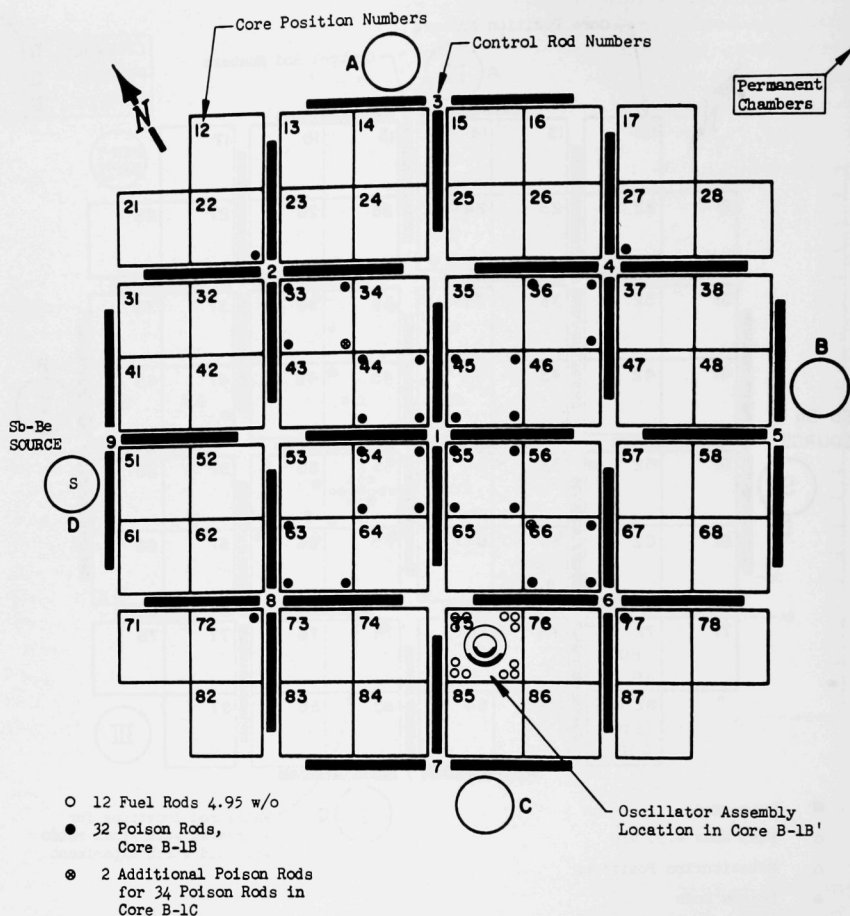 Core Position Numbers
A
Control Rod Numbers
Permanent
Chambers
N
3
12 13 14 15 16 17
21 22 23 24 25 26 27 28
2 4
31 32 33 34 35 36 37 38
B
41 42 43 44 45 46 47 48
Sb-Be
SOURCE
9 1 5
S
D
51 52 53 54 55 56 57 58
61 62 63 64 65 66 67 68
8 6
71 72 73 74 75 76 77 78
82 83 84 85 86 87
7
C
12 Fuel Rods 4.95 w/o
32 Poison Rods,
Core B-1B
2 Additional Poison Rods
for 34 Poison Rods in
Core B-1C
Oscillator Assembly
Location in Core B-1B'